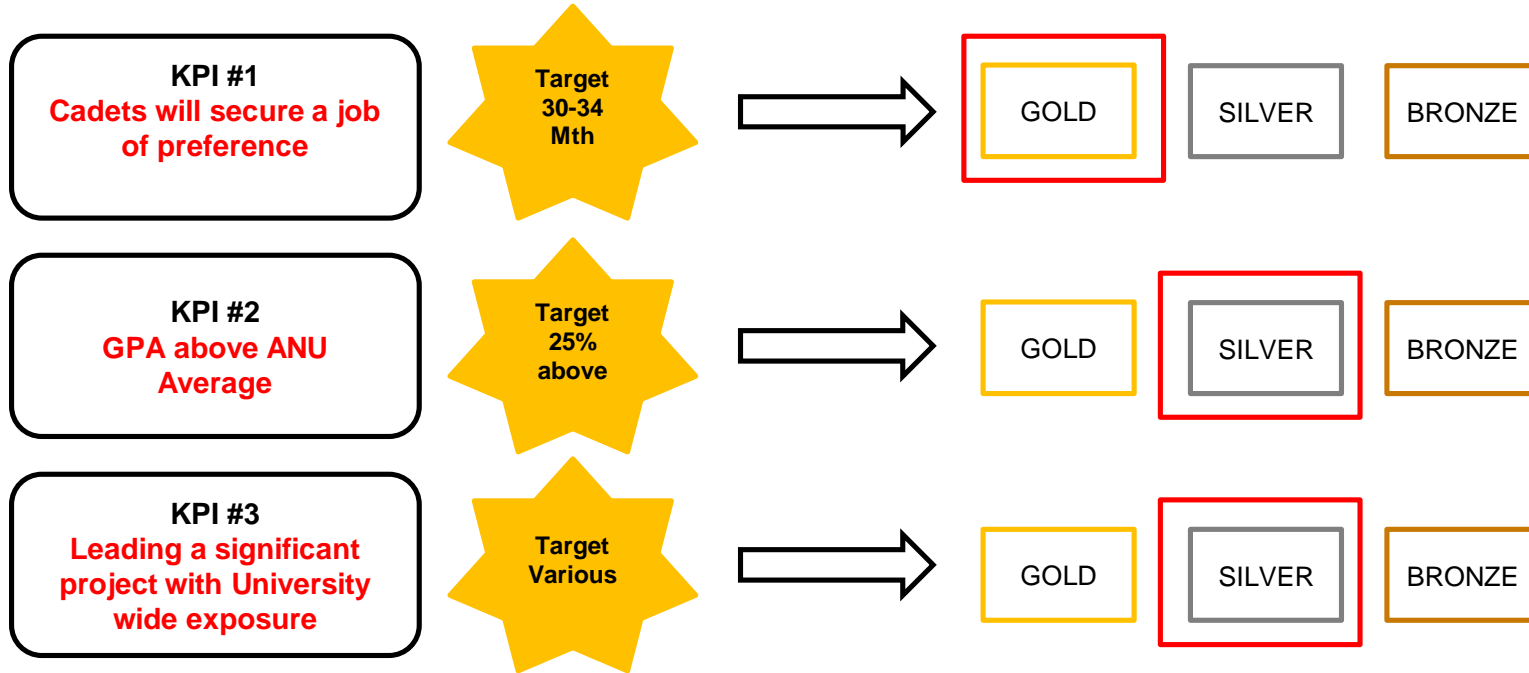 KPI #1
Cadets will secure a job
of preference
Target
30-34
Mth
GOLD
SILVER
BRONZE
KPI #2
GPA above ANU
Average
Target
25%
above
GOLD
SILVER
BRONZE
KPI #3
Leading a significant
project with University
wide exposure
Target
Various
GOLD
SILVER
BRONZE